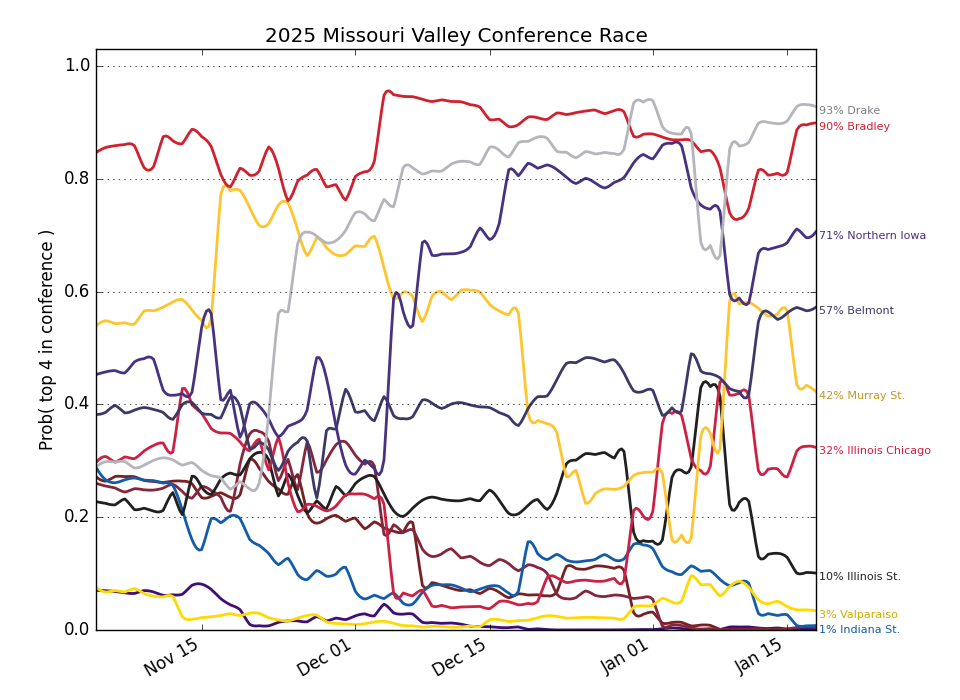 2025 Missouri Valley Conference Race
Prob( top 4 in conference )
1.0
0.8
0.6
0.4
0.2
0.0
Nov 15
Dec 01
Dec 15
Jan 01
Jan 15
93% Drake
90% Bradley
71% Northern Iowa
57% Belmont
42% Murray St.
32% Illinois Chicago
10% Illinois St.
3% Valparaiso
1% Indiana St.